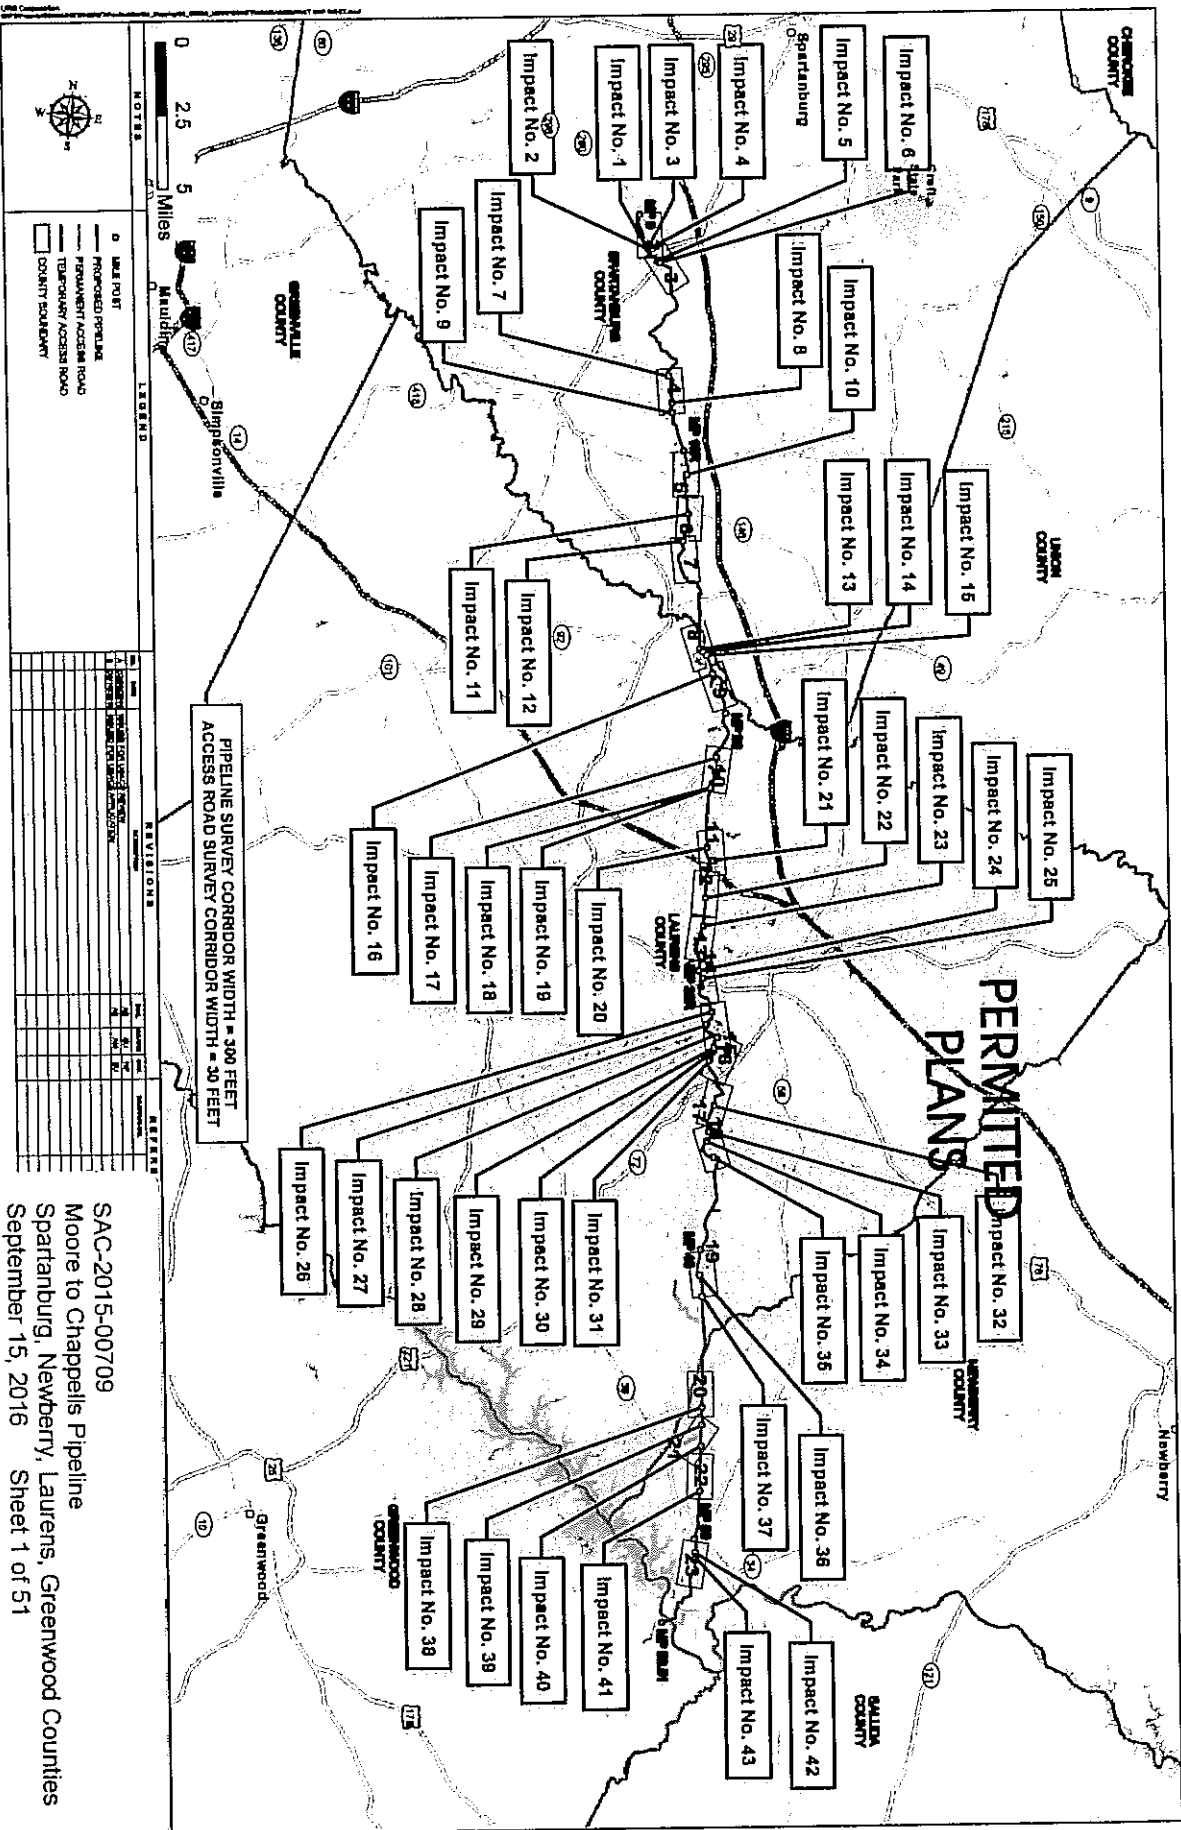 URS Corporation
CHEROKEE
COUNTY
Spartanburg
Croft
State
Park
UNION
COUNTY
SPARTANBURG
COUNTY
GREENVILLE
COUNTY
Mauldin
Simpsonville
LAURENS
COUNTY
NEWBERRY
COUNTY
Newberry
GREENWOOD
COUNTY
Greenwood
SALUDA
COUNTY
Impact No. 6
Impact No. 5
Impact No. 4
Impact No. 3
Impact No. 1
Impact No. 2
Impact No. 7
Impact No. 9
Impact No. 8
Impact No. 10
Impact No. 11
Impact No. 12
Impact No. 13
Impact No. 14
Impact No. 15
Impact No. 16
Impact No. 17
Impact No. 18
Impact No. 19
Impact No. 20
Impact No. 21
Impact No. 22
Impact No. 23
Impact No. 24
Impact No. 25
Impact No. 26
Impact No. 27
Impact No. 28
Impact No. 29
Impact No. 30
Impact No. 31
Impact No. 32
Impact No. 33
Impact No. 34
Impact No. 35
Impact No. 36
Impact No. 37
Impact No. 38
Impact No. 39
Impact No. 40
Impact No. 41
Impact No. 42
Impact No. 43
PERMITTED
PLANS
PIPELINE SURVEY CORRIDOR WIDTH = 300 FEET
ACCESS ROAD SURVEY CORRIDOR WIDTH = 30 FEET
0 2.5 5
Miles
NOTES
N
E
W
LEGEND
MILE POST
PROPOSED PIPELINE
PERMANENT ACCESS ROAD
TEMPORARY ACCESS ROAD
COUNTY BOUNDARY
REVISIONS
SAC-2015-00709
Moore to Chappells Pipeline
Spartanburg, Newberry, Laurens, Greenwood Counties
September 15, 2016 Sheet 1 of 51